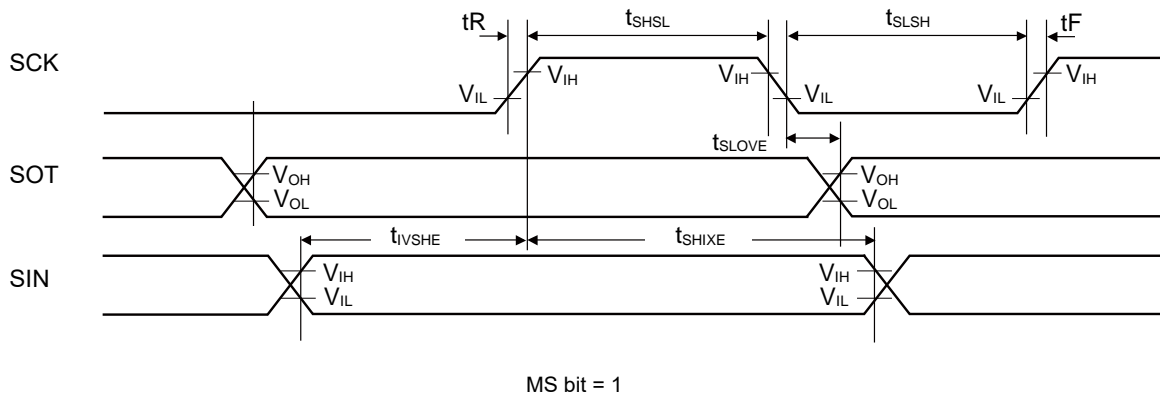 tR tSHSL tSLSH tF
SCK
VIH VIH VIH
VIL VIL VIL
tSLOVE
SOT
VOH VOH
VOL VOL
tIVSHE tSHIXE
SIN
VIH VIH
VIL VIL
MS bit = 1